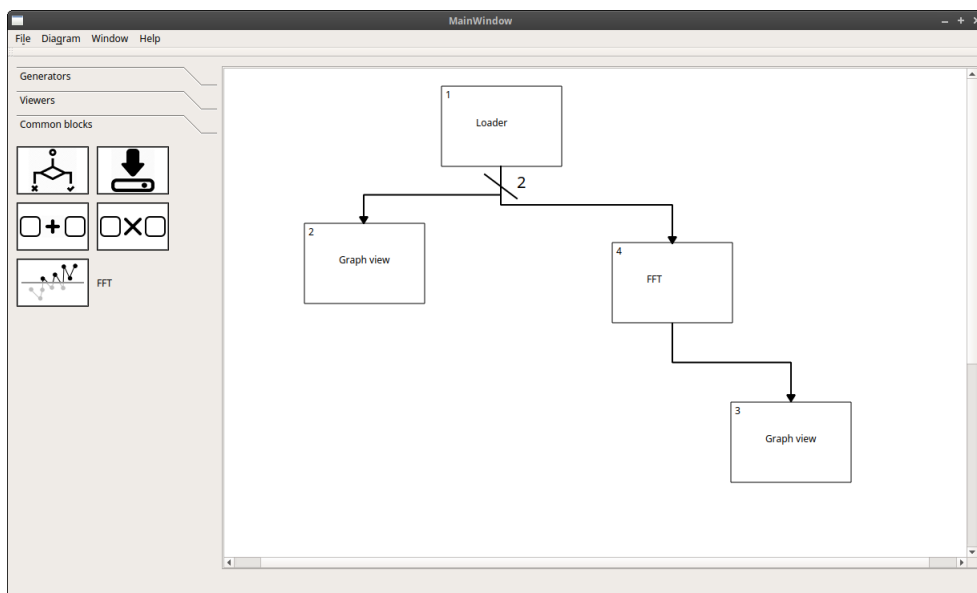 MainWindow
File Diagram Window Help
Generators
Viewers
Common blocks
FFT
1
Loader
2
2
Graph view
4
FFT
3
Graph view